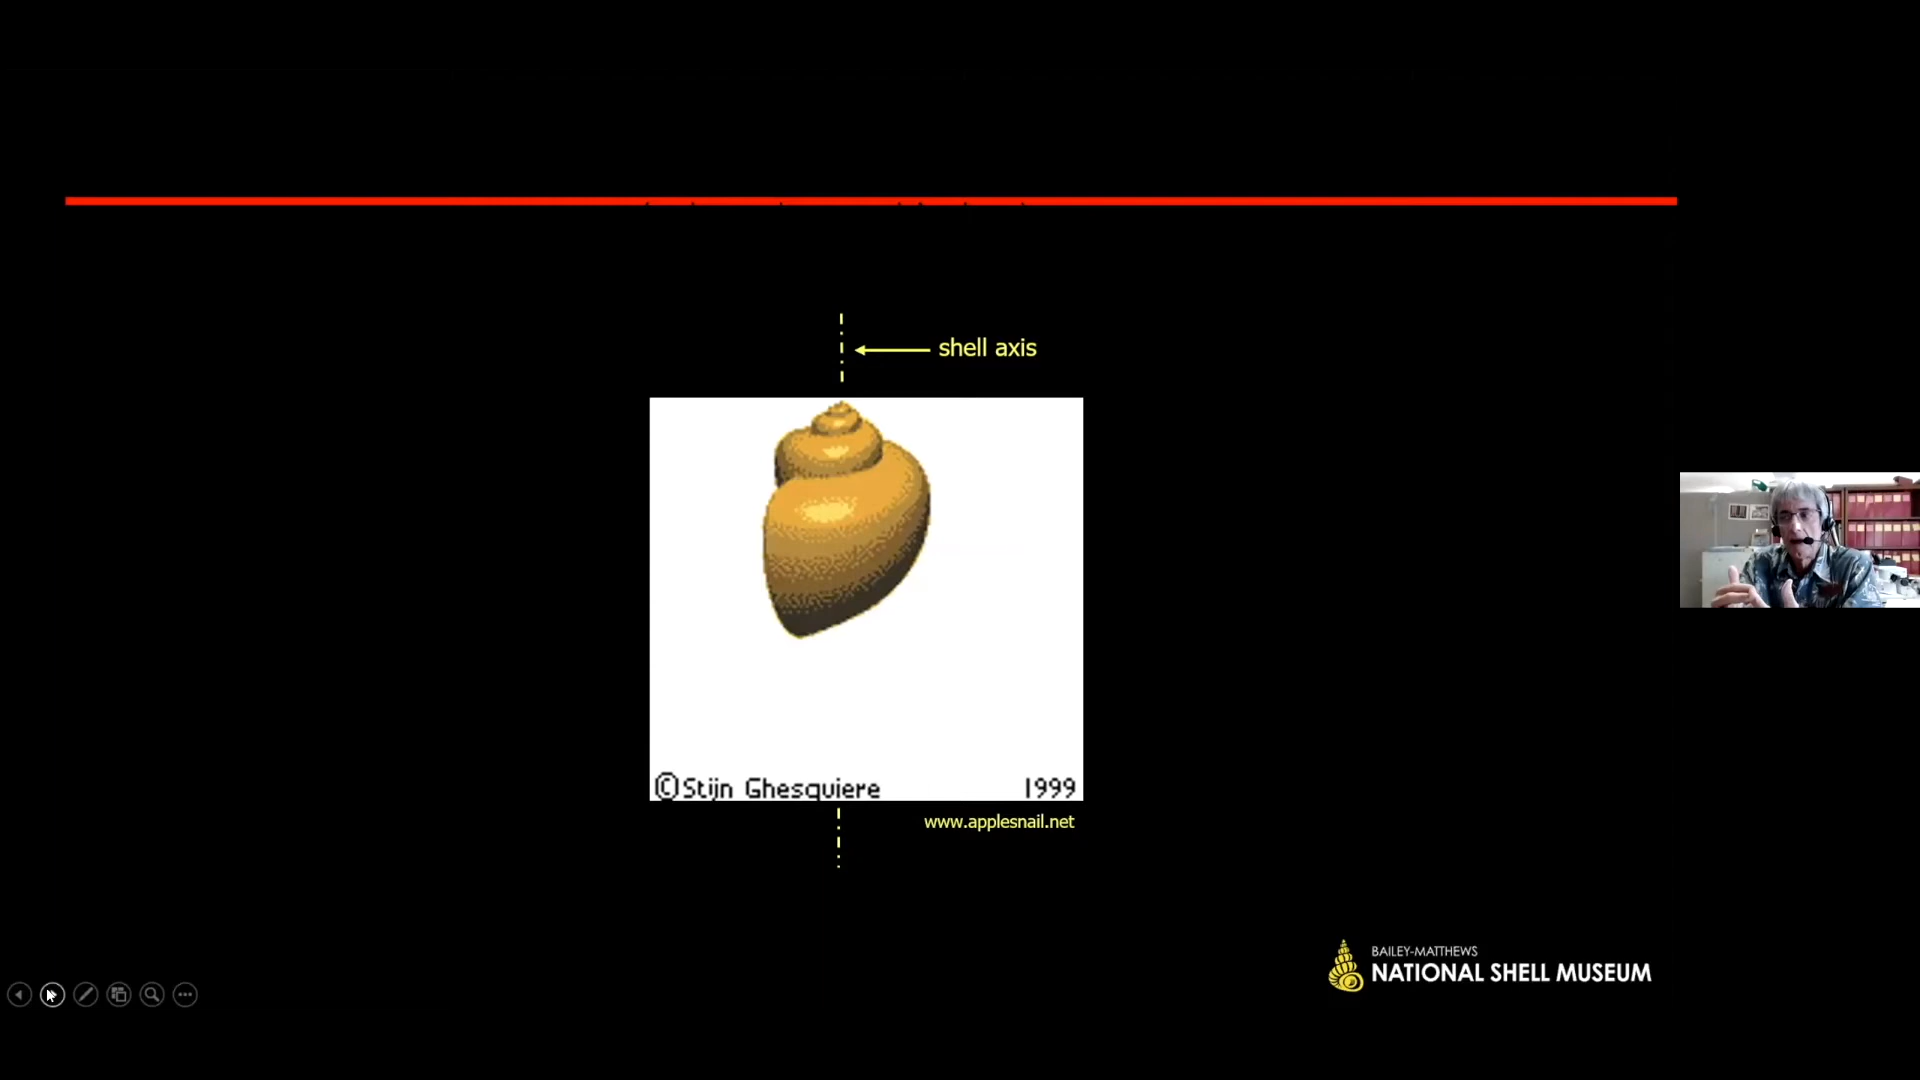 shell axis
©Stijn Ghesquiere 1999
www.applesnail.net
BAILEY-MATTHEWS
NATIONAL SHELL MUSEUM